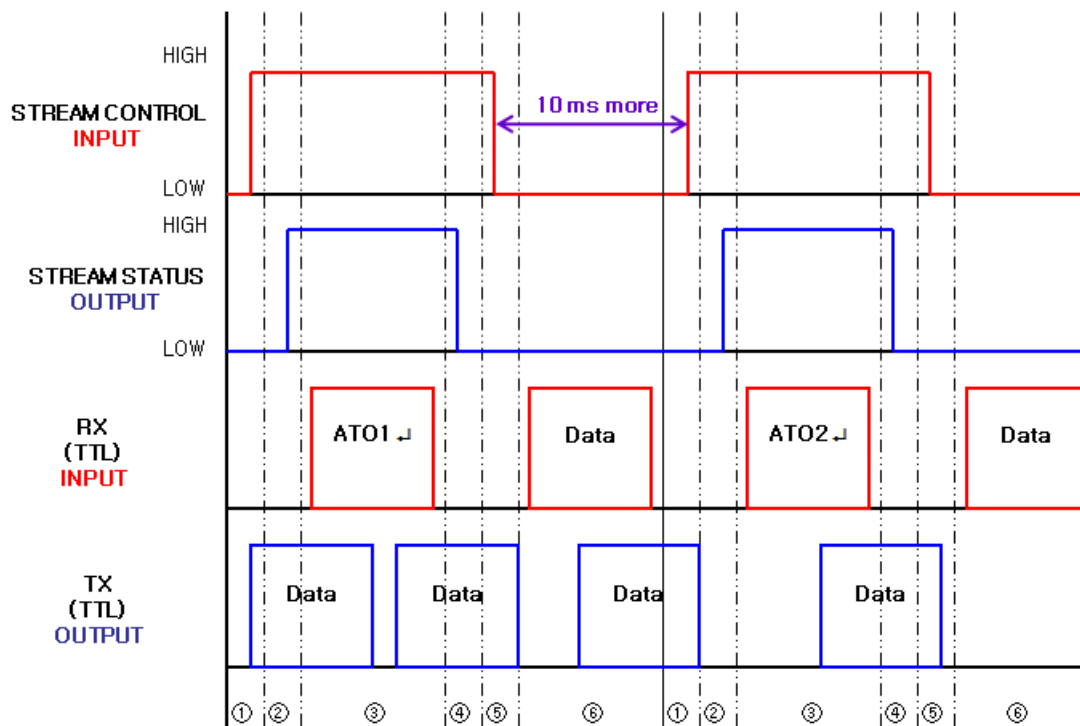 HIGH
STREAM CONTROL
INPUT
LOW
10 ms more
HIGH
STREAM STATUS
OUTPUT
LOW
RX
(TTL)
INPUT
ATO1 ↲
Data
ATO2 ↲
Data
TX
(TTL)
OUTPUT
Data
Data
Data
Data
① ② ③ ④ ⑤ ⑥ ① ② ③ ④ ⑤ ⑥